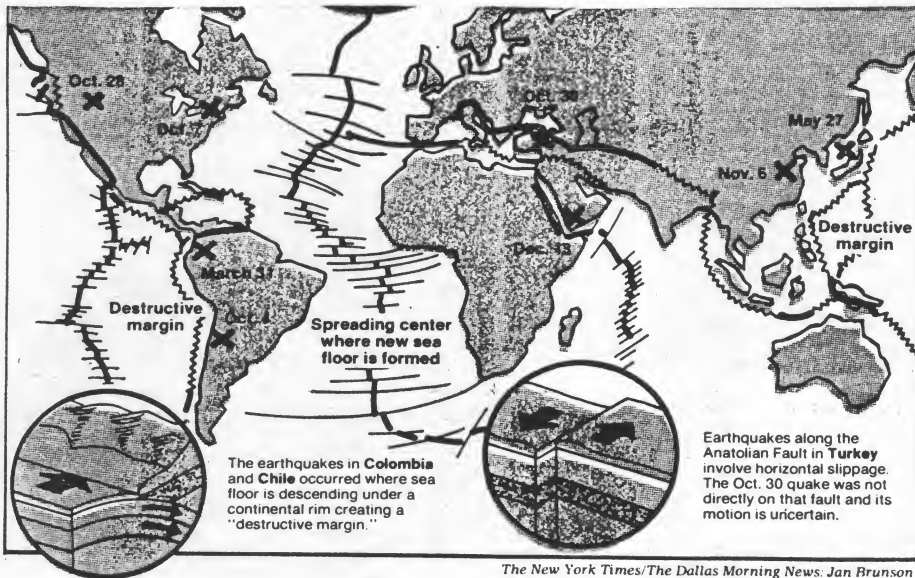 Oct. 28
Oct. 7
Oct. 30
May 27
Nov. 6
Destructive
margin
Dec. 13
March 31
Destructive
margin
Oct. 4
Spreading center
where new sea
floor is formed
The earthquakes in Colombia
and Chile occurred where sea
floor is descending under a
continental rim creating a
"destructive margin."
Earthquakes along the
Anatolian Fault in Turkey
involve horizontal slippage.
The Oct. 30 quake was not
directly on that fault and its
motion is uncertain.
The New York Times/The Dallas Morning News: Jan Brunson